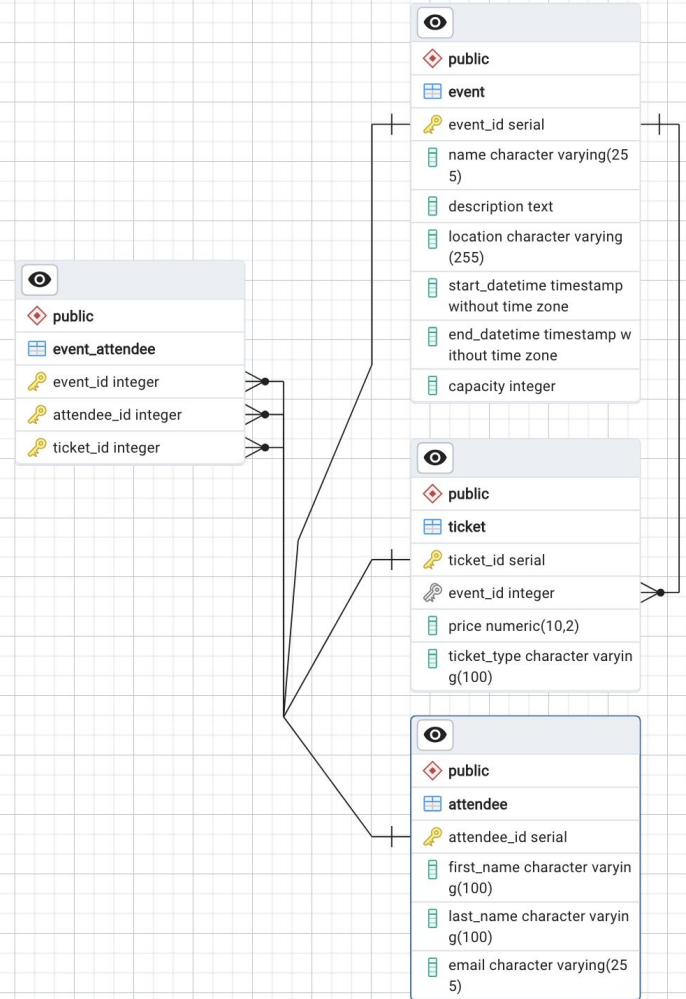 public
event
event_id serial
name character varying(25
5)
description text
location character varying
(255)
start_datetime timestamp
without time zone
end_datetime timestamp w
ithout time zone
capacity integer
public
event_attendee
event_id integer
attendee_id integer
ticket_id integer
public
ticket
ticket_id serial
event_id integer
price numeric(10,2)
ticket_type character varyin
g(100)
public
attendee
attendee_id serial
first_name character varyin
g(100)
last_name character varyin
g(100)
email character varying(25
5)